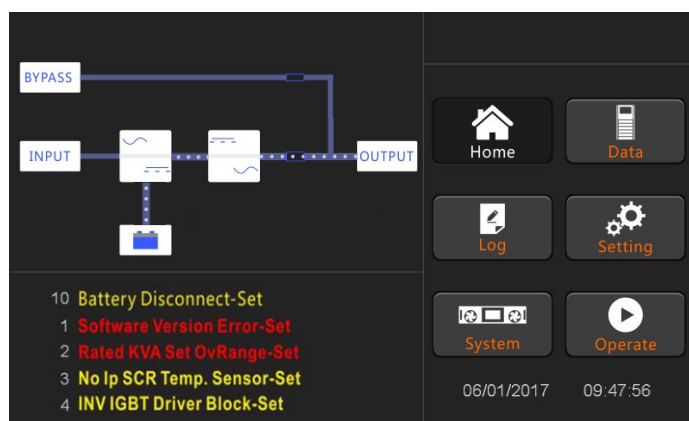 BYPASS
INPUT
OUTPUT
10 Battery Disconnect-Set
1 Software Version Error-Set
2 Rated KVA Set OvRange-Set
3 No Ip SCR Temp. Sensor-Set
4 INV IGBT Driver Block-Set
Home
Data
Log
Setting
System
Operate
06/01/2017 09:47:56